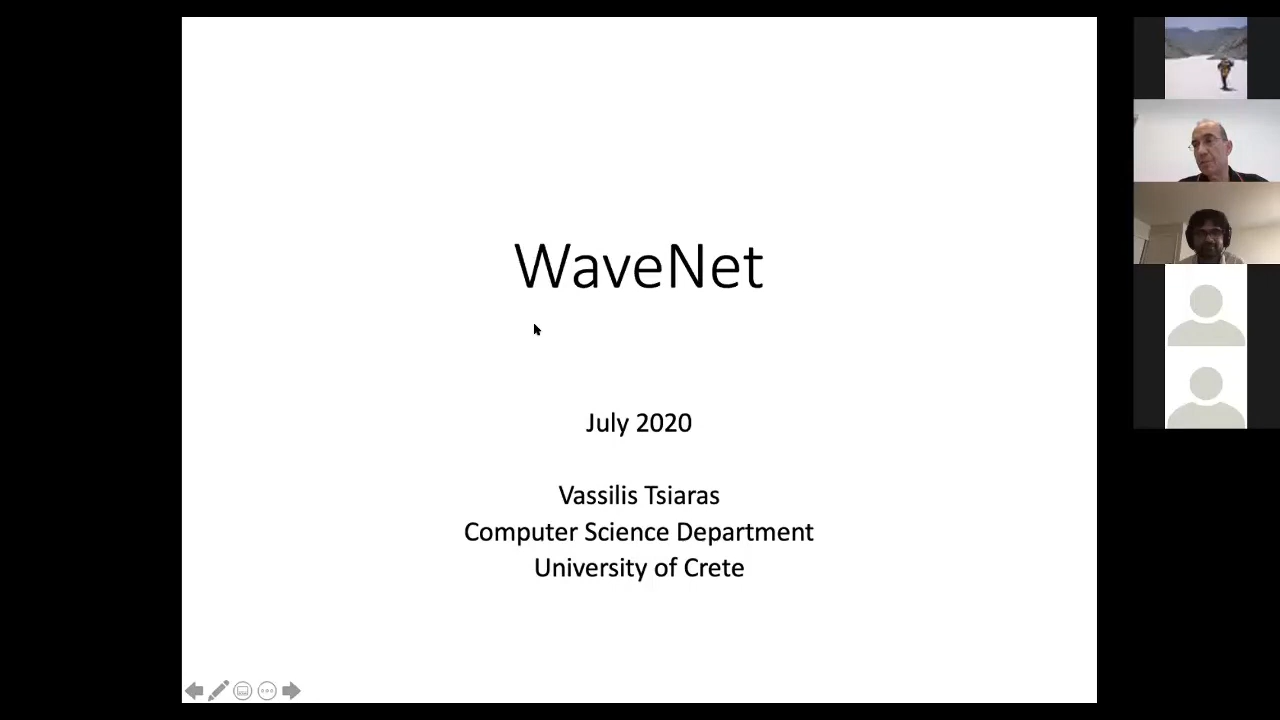 WaveNet
July 2020
Vassilis Tsiaras
Computer Science Department
University of Crete